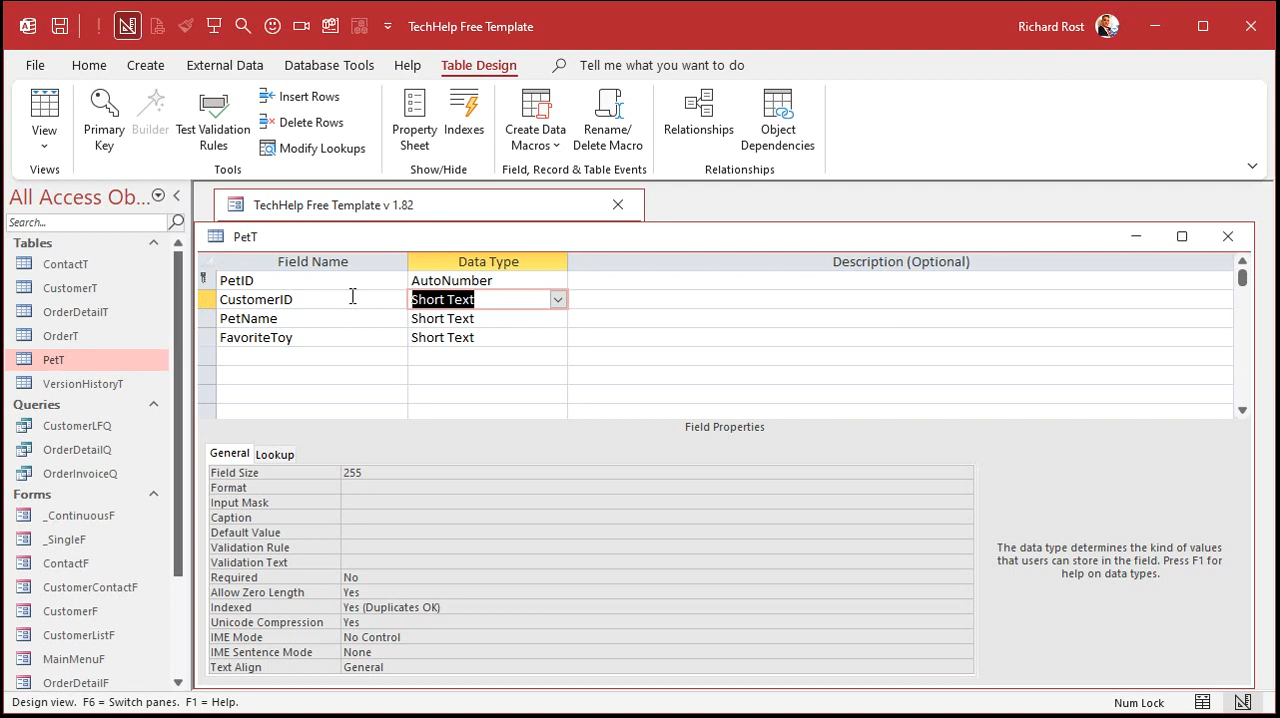 TechHelp Free Template
Richard Rost
File Home Create External Data Database Tools Help Table Design Tell me what you want to do
View
Primary Key
Builder
Test Validation Rules
Insert Rows
Delete Rows
Modify Lookups
Property Sheet
Indexes
Create Data Macros
Rename/ Delete Macro
Relationships
Object Dependencies
Views
Tools
Show/Hide
Field, Record & Table Events
Relationships
All Access Ob...
Search...
Tables
ContactT
CustomerT
OrderDetailT
OrderT
PetT
VersionHistoryT
Queries
CustomerLFQ
OrderDetailQ
OrderInvoiceQ
Forms
_ContinuousF
_SingleF
ContactF
CustomerContactF
CustomerF
CustomerListF
MainMenuF
OrderDetailF
TechHelp Free Template v 1.82
PetT
Field Name Data Type Description (Optional)
PetID AutoNumber
CustomerID Short Text
PetName Short Text
FavoriteToy Short Text
Field Properties
General Lookup
Field Size 255
Format
Input Mask
Caption
Default Value
Validation Rule
Validation Text
Required No
Allow Zero Length Yes
Indexed Yes (Duplicates OK)
Unicode Compression Yes
IME Mode No Control
IME Sentence Mode None
Text Align General
The data type determines the kind of values
that users can store in the field. Press F1 for
help on data types.
Design view. F6 = Switch panes. F1 = Help.
Num Lock